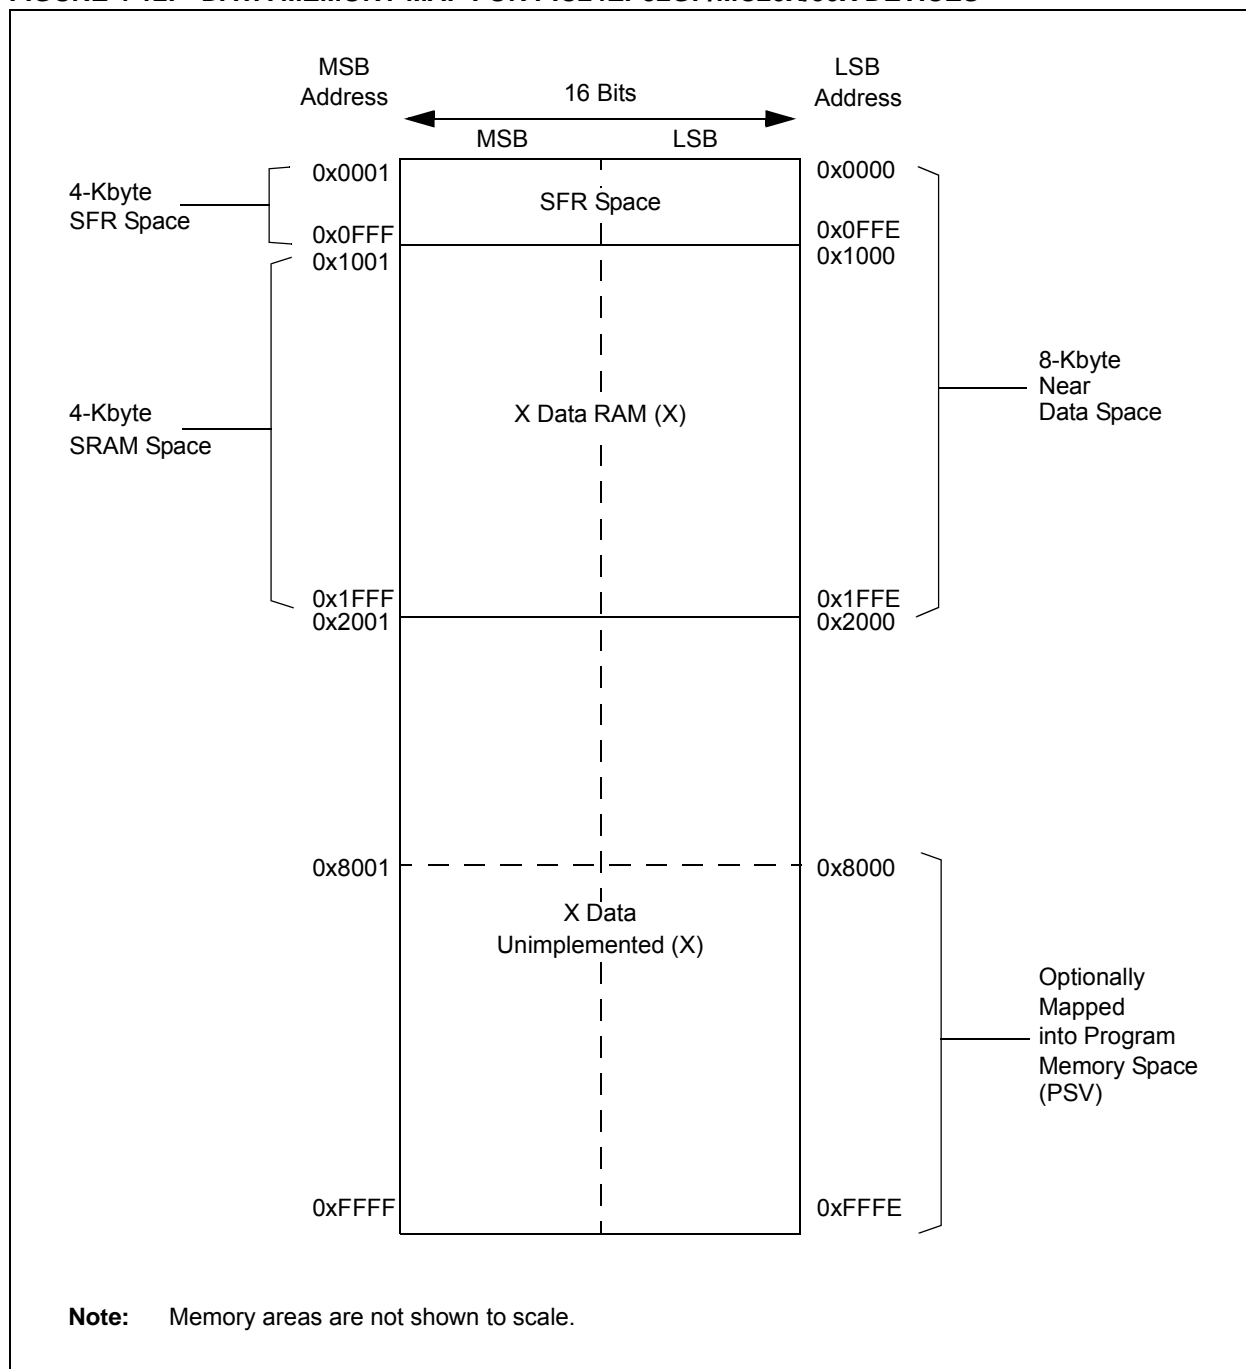 MSB
Address
LSB
Address
16 Bits
MSB
LSB
0x0001
0x0000
4-Kbyte
SFR Space
SFR Space
0x0FFF
0x0FFE
0x1001
0x1000
8-Kbyte
Near
Data Space
4-Kbyte
SRAM Space
X Data RAM (X)
0x1FFF
0x1FFE
0x2001
0x2000
0x8001
0x8000
X Data
Unimplemented (X)
Optionally
Mapped
into Program
Memory Space
(PSV)
0xFFFF
0xFFFE
Note: Memory areas are not shown to scale.